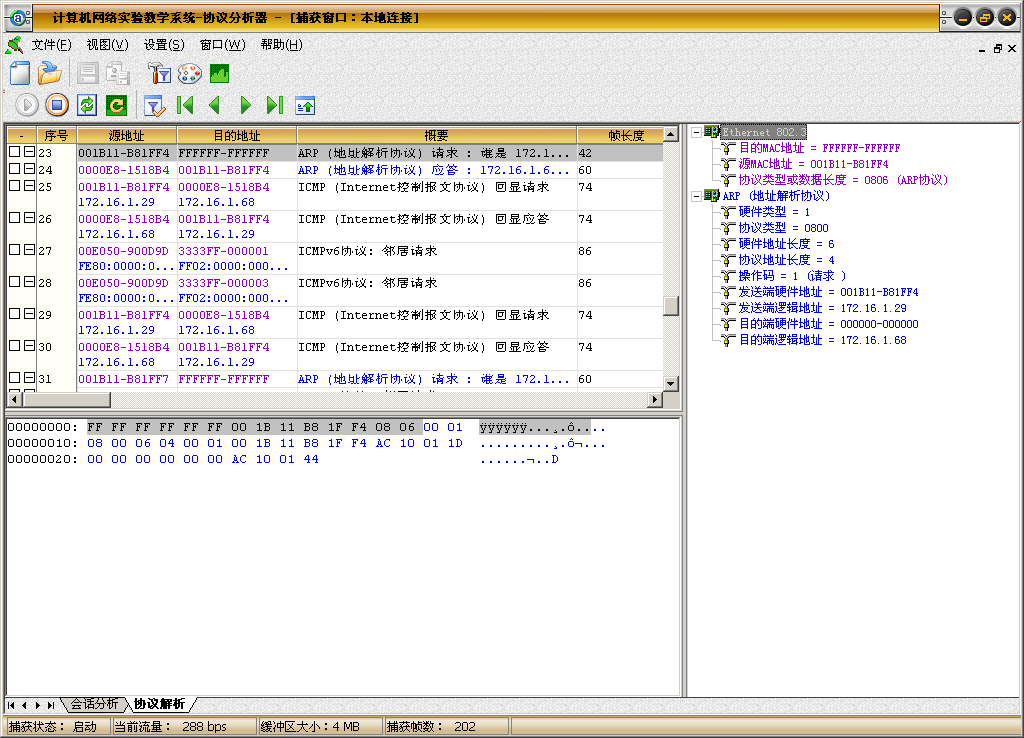 计算机网络实验教学系统-协议分析器 - [捕获窗口：本地连接]
文件(F) 视图(V) 设置(S) 窗口(W) 帮助(H)
- 序号 源地址 目的地址 概要 帧长度
23 001B11-B81FF4 FFFFFF-FFFFFF ARP (地址解析协议) 请求 : 谁是 172.1... 42
24 0000E8-1518B4 001B11-B81FF4 ARP (地址解析协议) 应答 : 172.16.1.6... 60
25 001B11-B81FF4 0000E8-1518B4 ICMP (Internet控制报文协议) 回显请求 74
172.16.1.29 172.16.1.68
26 0000E8-1518B4 001B11-B81FF4 ICMP (Internet控制报文协议) 回显应答 74
172.16.1.68 172.16.1.29
27 00E050-900D9D 3333FF-000001 ICMPv6协议: 邻居请求 86
FE80:0000:0... FF02:0000:000...
28 00E050-900D9D 3333FF-000003 ICMPv6协议: 邻居请求 86
FE80:0000:0... FF02:0000:000...
29 001B11-B81FF4 0000E8-1518B4 ICMP (Internet控制报文协议) 回显请求 74
172.16.1.29 172.16.1.68
30 0000E8-1518B4 001B11-B81FF4 ICMP (Internet控制报文协议) 回显应答 74
172.16.1.68 172.16.1.29
31 001B11-B81FF7 FFFFFF-FFFFFF ARP (地址解析协议) 请求 : 谁是 172.1... 60
Ethernet 802.3
目的MAC地址 = FFFFFF-FFFFFF
源MAC地址 = 001B11-B81FF4
协议类型或数据长度 = 0806 (ARP协议)
ARP (地址解析协议)
硬件类型 = 1
协议类型 = 0800
硬件地址长度 = 6
协议地址长度 = 4
操作码 = 1 (请求 )
发送端硬件地址 = 001B11-B81FF4
发送端逻辑地址 = 172.16.1.29
目的端硬件地址 = 000000-000000
目的端逻辑地址 = 172.16.1.68
00000000: FF FF FF FF FF FF 00 1B 11 B8 1F F4 08 06 00 01 ÿÿÿÿÿÿ...¸.ô....
00000010: 08 00 06 04 00 01 00 1B 11 B8 1F F4 AC 10 01 1D .........¸.ô¬...
00000020: 00 00 00 00 00 00 AC 10 01 44 ......¬..D
会话分析 协议解析
捕获状态： 启动 当前流量： 288 bps 缓冲区大小：4 MB 捕获帧数： 202